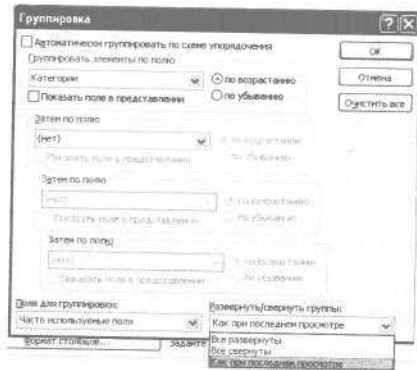 Группировка
Автоматически группировать по схеме упорядочения
Группировать элементы по полю
ОК
Категории
по возрастанию
Отмена
Показать поле в представлении
по убыванию
Очистить все
Затем по полю
(нет)
по возрастанию
Показать поле в представлении
по убыванию
Затем по полю
(нет)
по возрастанию
Показать поле в представлении
по убыванию
Затем по полю
(нет)
по возрастанию
Показать поле в представлении
по убыванию
Поля для группировки:
Развернуть/свернуть группы:
Часто используемые поля
Как при последнем просмотре
Все развернуты
Формат столбцов...
Задайте
Все свернуты
Как при последнем просмотре